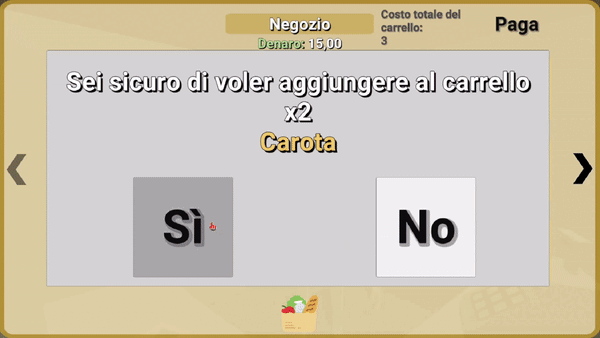 Negozio
Denaro: 15,00
Costo totale del
carrello:
3
Paga
Sei sicuro di voler aggiungere al carrello
x2
Carota
Sì
No